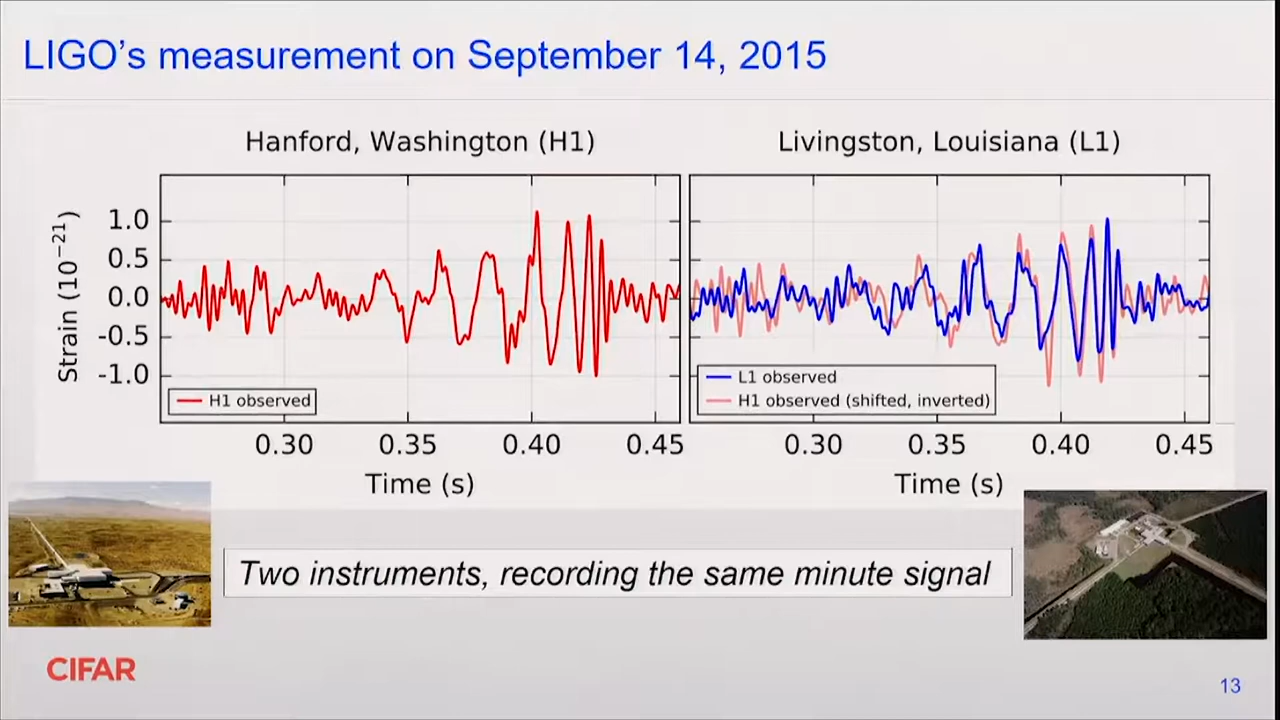 LIGO’s measurement on September 14, 2015
Hanford, Washington (H1)
Livingston, Louisiana (L1)
Strain (10⁻²¹)
1.0
0.5
0.0
-0.5
-1.0
H1 observed
L1 observed
H1 observed (shifted, inverted)
0.30 0.35 0.40 0.45
0.30 0.35 0.40 0.45
Time (s)
Time (s)
Two instruments, recording the same minute signal
CIFAR
13